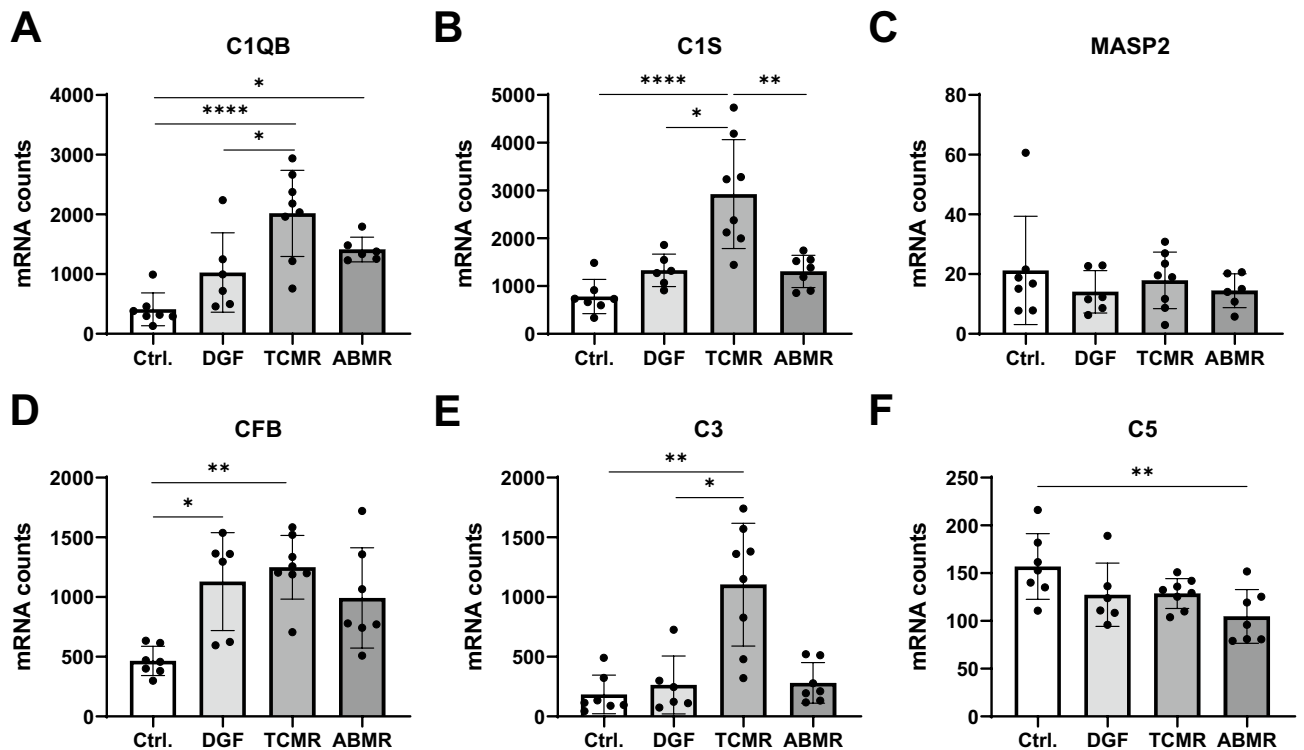 A
C1QB
mRNA counts
4000
3000
2000
1000
0
*
****
*
Ctrl. DGF TCMR ABMR
B
C1S
mRNA counts
5000
4000
3000
2000
1000
0
**** **
*
Ctrl. DGF TCMR ABMR
C
MASP2
mRNA counts
80
60
40
20
0
Ctrl. DGF TCMR ABMR
D
CFB
mRNA counts
2000
1500
1000
500
0
**
*
Ctrl. DGF TCMR ABMR
E
C3
mRNA counts
2000
1500
1000
500
0
**
*
Ctrl. DGF TCMR ABMR
F
C5
mRNA counts
250
200
150
100
50
0
**
Ctrl. DGF TCMR ABMR